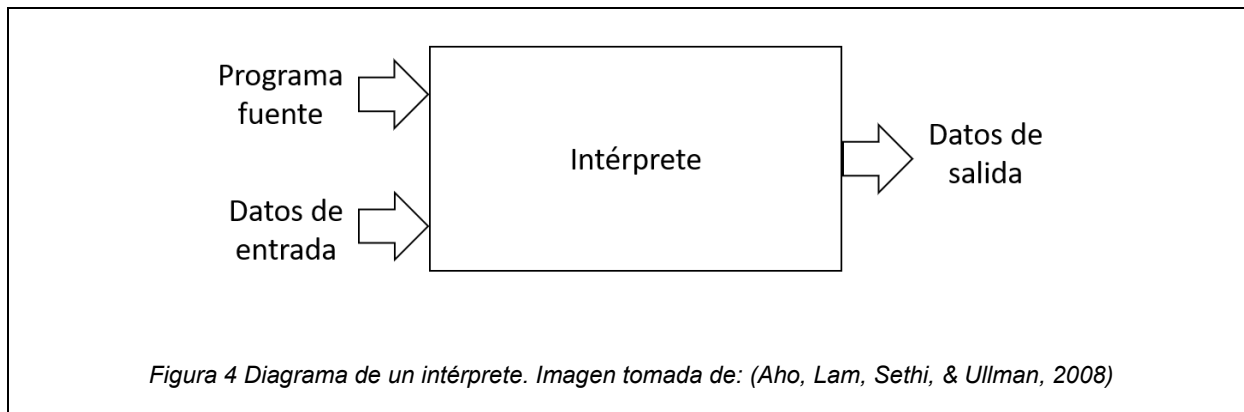 Programa
fuente
Datos de
entrada
Intérprete
Datos de
salida
Figura 4 Diagrama de un intérprete. Imagen tomada de: (Aho, Lam, Sethi, & Ullman, 2008)